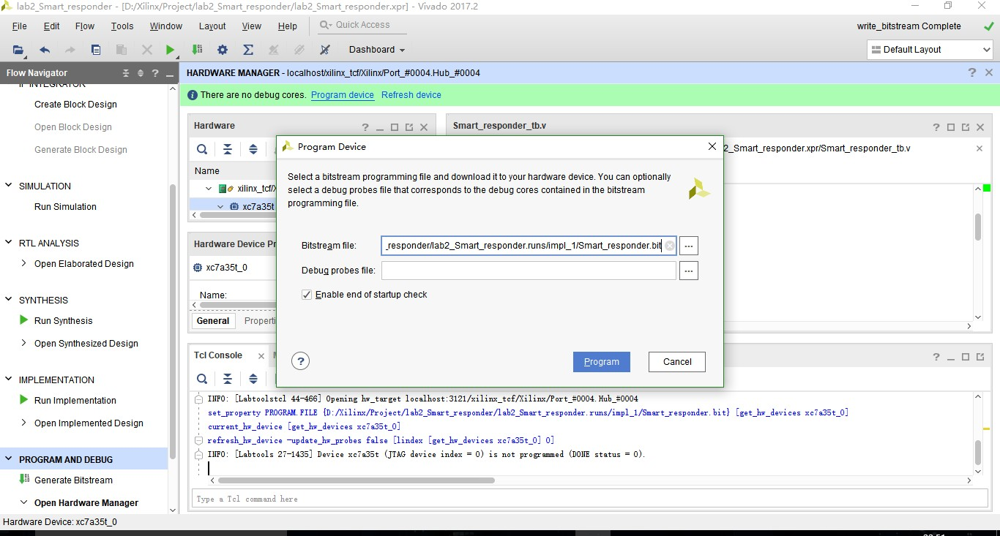 lab2_Smart_responder - [D:/Xilinx/Project/lab2_Smart_responder/lab2_Smart_responder.xpr] - Vivado 2017.2
File Edit Flow Tools Window Layout View Help Quick Access write_bitstream Complete
Dashboard Default Layout
Flow Navigator
HARDWARE MANAGER - localhost/xilinx_tcf/Xilinx/Port_#0004.Hub_#0004
There are no debug cores. Program device Refresh device
IP INTEGRATOR
Create Block Design
Open Block Design
Generate Block Design
SIMULATION
Run Simulation
RTL ANALYSIS
Open Elaborated Design
SYNTHESIS
Run Synthesis
Open Synthesized Design
IMPLEMENTATION
Run Implementation
Open Implemented Design
PROGRAM AND DEBUG
Generate Bitstream
Open Hardware Manager
Hardware
Name
xilinx_tcf/X
xc7a35t
Hardware Device Pr
xc7a35t_0
Name:
General Properti
Smart_responder_tb.v
2_Smart_responder.xpr/Smart_responder_tb.v
Program Device
Select a bitstream programming file and download it to your hardware device. You can optionally
select a debug probes file that corresponds to the debug cores contained in the bitstream
programming file.
Bitstream file: _responder/lab2_Smart_responder.runs/impl_1/Smart_responder.bit
Debug probes file:
Enable end of startup check
Program Cancel
Tcl Console
INFO: [Labtoolstcl 44-466] Opening hw_target localhost:3121/xilinx_tcf/Xilinx/Port_#0004.Hub_#0004
set_property PROGRAM.FILE {D:/Xilinx/Project/lab2_Smart_responder/lab2_Smart_responder.runs/impl_1/Smart_responder.bit} [get_hw_devices xc7a35t_0]
current_hw_device [get_hw_devices xc7a35t_0]
refresh_hw_device -update_hw_probes false [lindex [get_hw_devices xc7a35t_0] 0]
INFO: [Labtools 27-1435] Device xc7a35t (JTAG device index = 0) is not programmed (DONE status = 0).
Type a Tcl command here
Hardware Device: xc7a35t_0